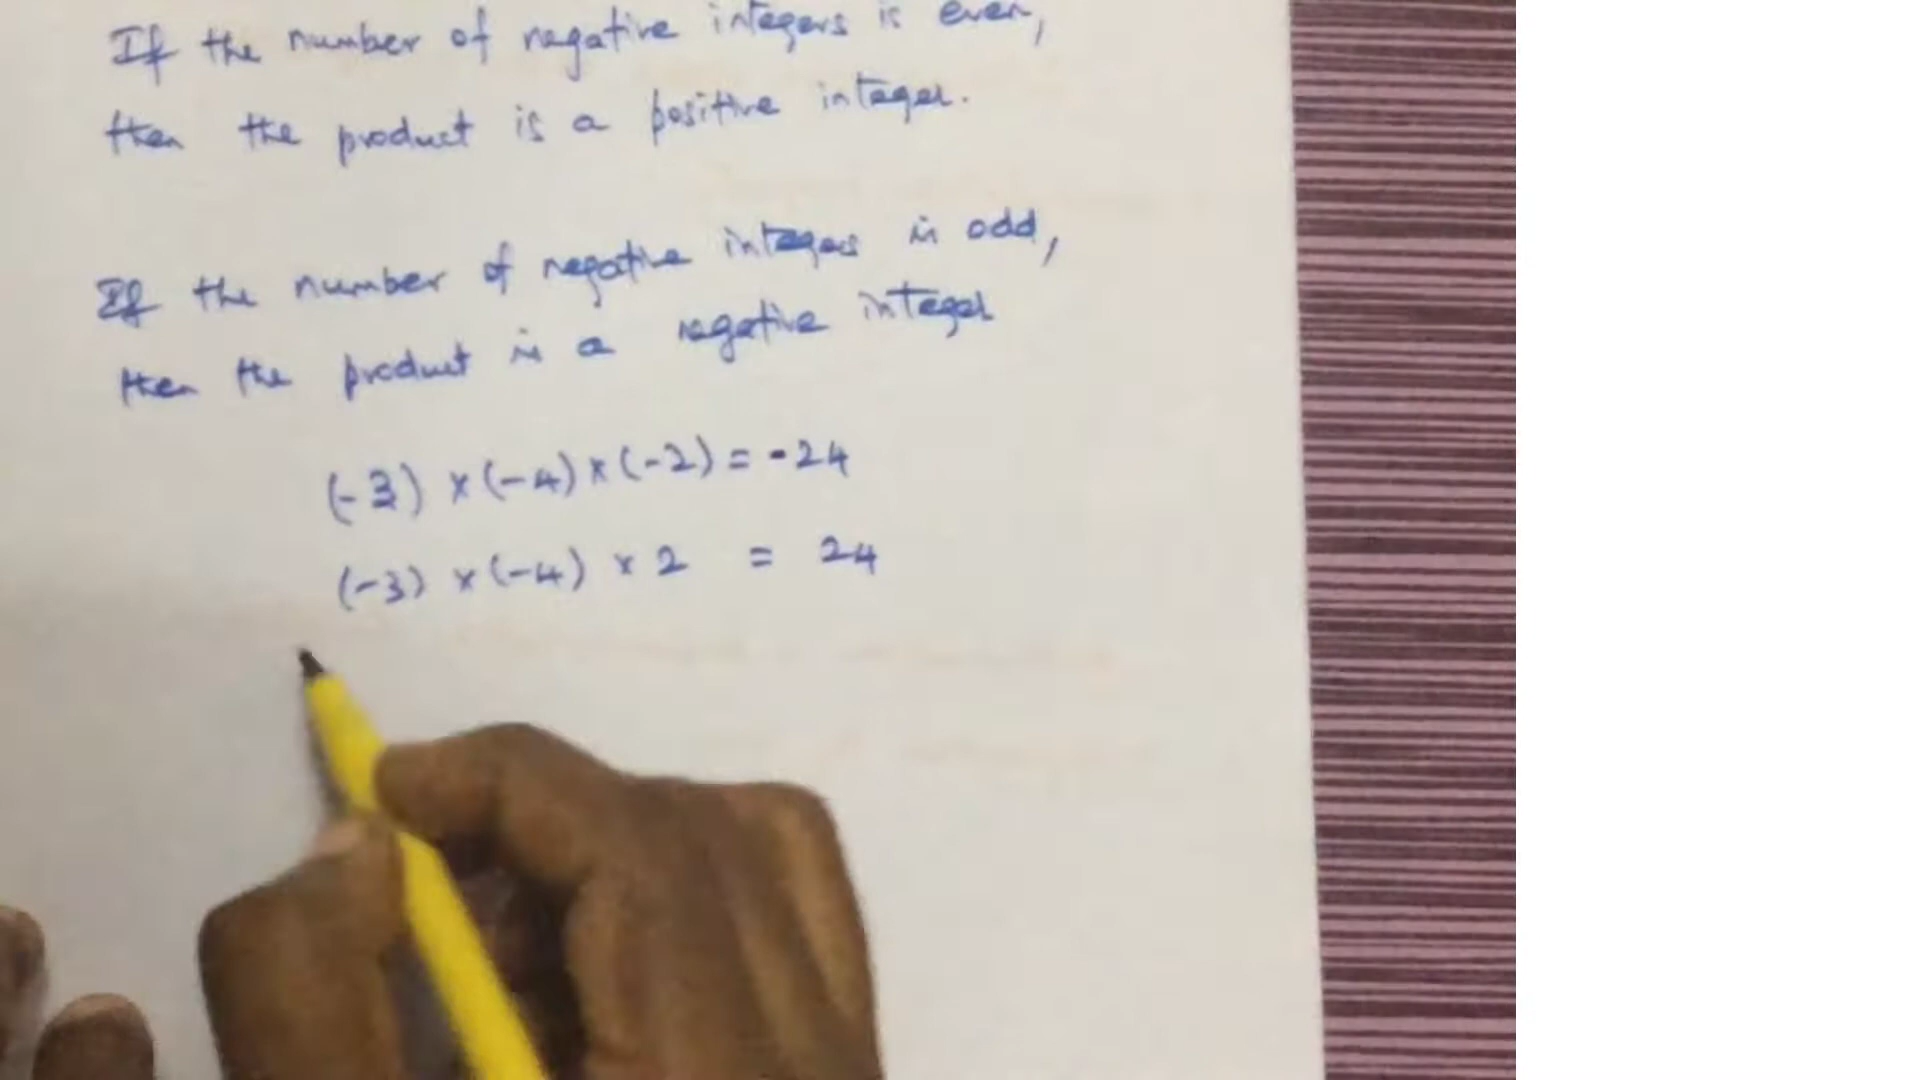 If the number of negative integers is even,
then the product is a positive integer.
If the number of negative integers is odd,
then the product is a negative integer
(-3) × (-4) × (-2) = -24
(-3) × (-4) × 2 = 24